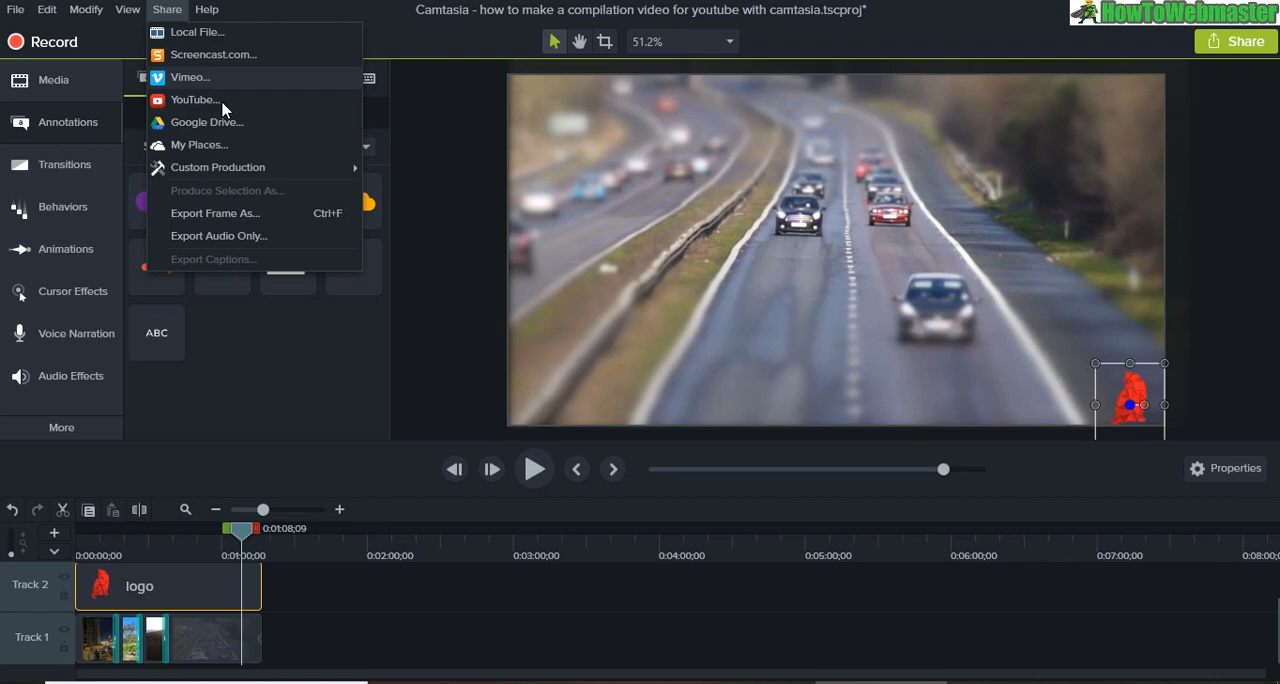 File Edit Modify View Share Help
Camtasia - how to make a compilation video for youtube with camtasia.tscproj*
HowToWebmaster
Record
51.2%
Share
Local File...
Screencast.com...
Vimeo...
YouTube...
Google Drive...
My Places...
Custom Production
Produce Selection As...
Export Frame As... Ctrl+F
Export Audio Only...
Export Captions...
Media
Annotations
Transitions
Behaviors
Animations
Cursor Effects
Voice Narration
Audio Effects
More
ABC
Properties
0:01:08;09
0:00:00;00 0:01:00;00 0:02:00;00 0:03:00;00 0:04:00;00 0:05:00;00 0:06:00;00 0:07:00;00 0:08:00;
Track 2
logo
Track 1